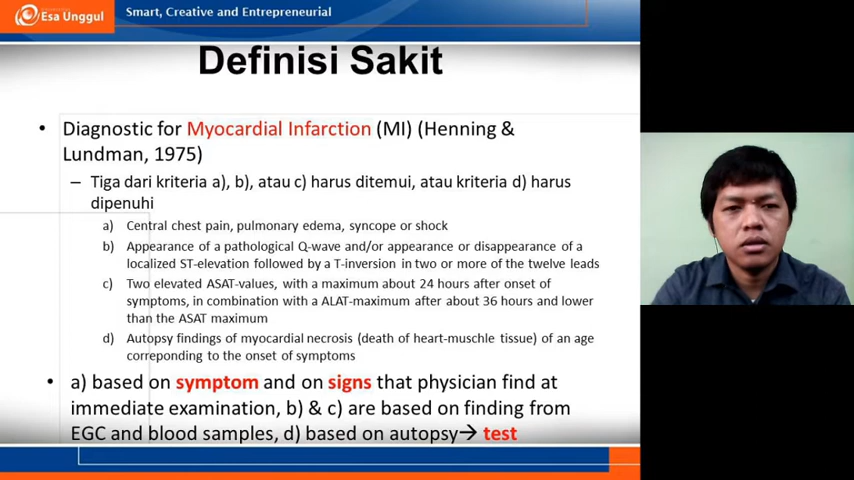 Esa Unggul
Smart, Creative and Entrepreneurial
Definisi Sakit
• Diagnostic for Myocardial Infarction (MI) (Henning &
Lundman, 1975)
– Tiga dari kriteria a), b), atau c) harus ditemui, atau kriteria d) harus
dipenuhi
a) Central chest pain, pulmonary edema, syncope or shock
b) Appearance of a pathological Q-wave and/or appearance or disappearance of a
localized ST-elevation followed by a T-inversion in two or more of the twelve leads
c) Two elevated ASAT-values, with a maximum about 24 hours after onset of
symptoms, in combination with a ALAT-maximum after about 36 hours and lower
than the ASAT maximum
d) Autopsy findings of myocardial necrosis (death of heart-muschle tissue) of an age
correponding to the onset of symptoms
• a) based on symptom and on signs that physician find at
immediate examination, b) & c) are based on finding from
EGC and blood samples, d) based on autopsy→ test